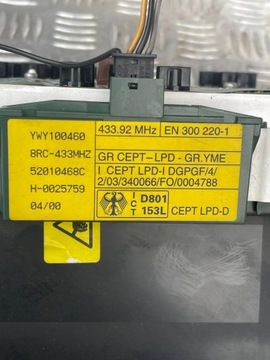 YWY100460
8RC-433MHZ
52010468C
H-0025759
04/00
433.92 MHz EN 300 220-1
GR CEPT-LPD - GR.YME
I CEPT LPD-I DGPGF/4/
2/03/340066/FO/0004788
ICT D801
153L CEPT LPD-D